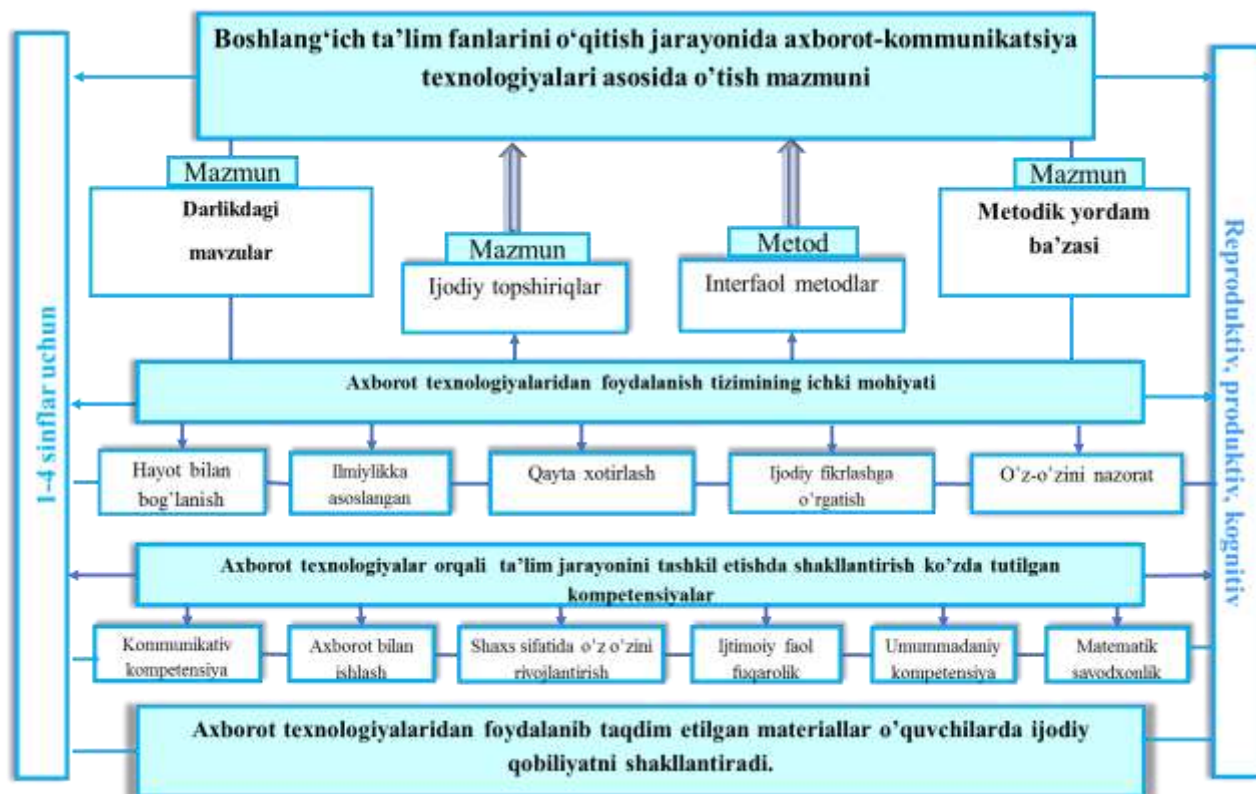 Boshlang‘ich ta’lim fanlarini o‘qitish jarayonida axborot-kommunikatsiya
texnologiyalari asosida o’tish mazmuni
1-4 sinflar uchun
Reproduktiv, produktiv, kognitiv
Mazmun
Darlikdagi
mavzular
Mazmun
Ijodiy topshiriqlar
Metod
Interfaol metodlar
Mazmun
Metodik yordam
ba’zasi
Axborot texnologiyalaridan foydalanish tizimining ichki mohiyati
Hayot bilan
bog’lanish
Ilmiylikka
asoslangan
Qayta xotirlash
Ijodiy fikrlashga
o’rgatish
O’z-o’zini nazorat
Axborot texnologiyalar orqali ta’lim jarayonini tashkil etishda shakllantirish ko’zda tutilgan
kompetensiyalar
Kommunikativ
kompetensiya
Axborot bilan
ishlash
Shaxs sifatida o’z o’zini
rivojlantirish
Ijtimoiy faol
fuqarolik
Umummadaniy
kompetensiya
Matematik
savodxonlik
Axborot texnologiyalaridan foydalanib taqdim etilgan materiallar o’quvchilarda ijodiy
qobiliyatni shakllantiradi.